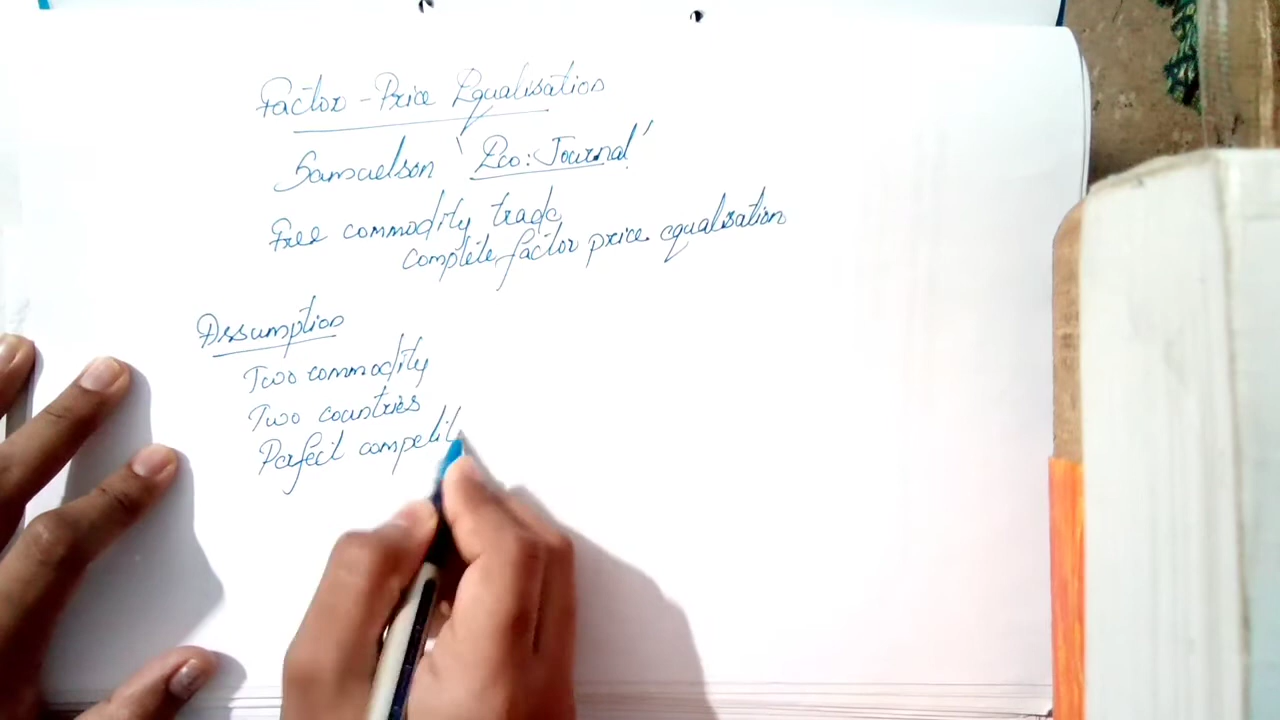 Factor - Price Equalisation
Samuelson 'Eco: Journal'
Free commodity trade
complete factor price equalisation
Assumption
Two commodity
Two countries
Perfect competit